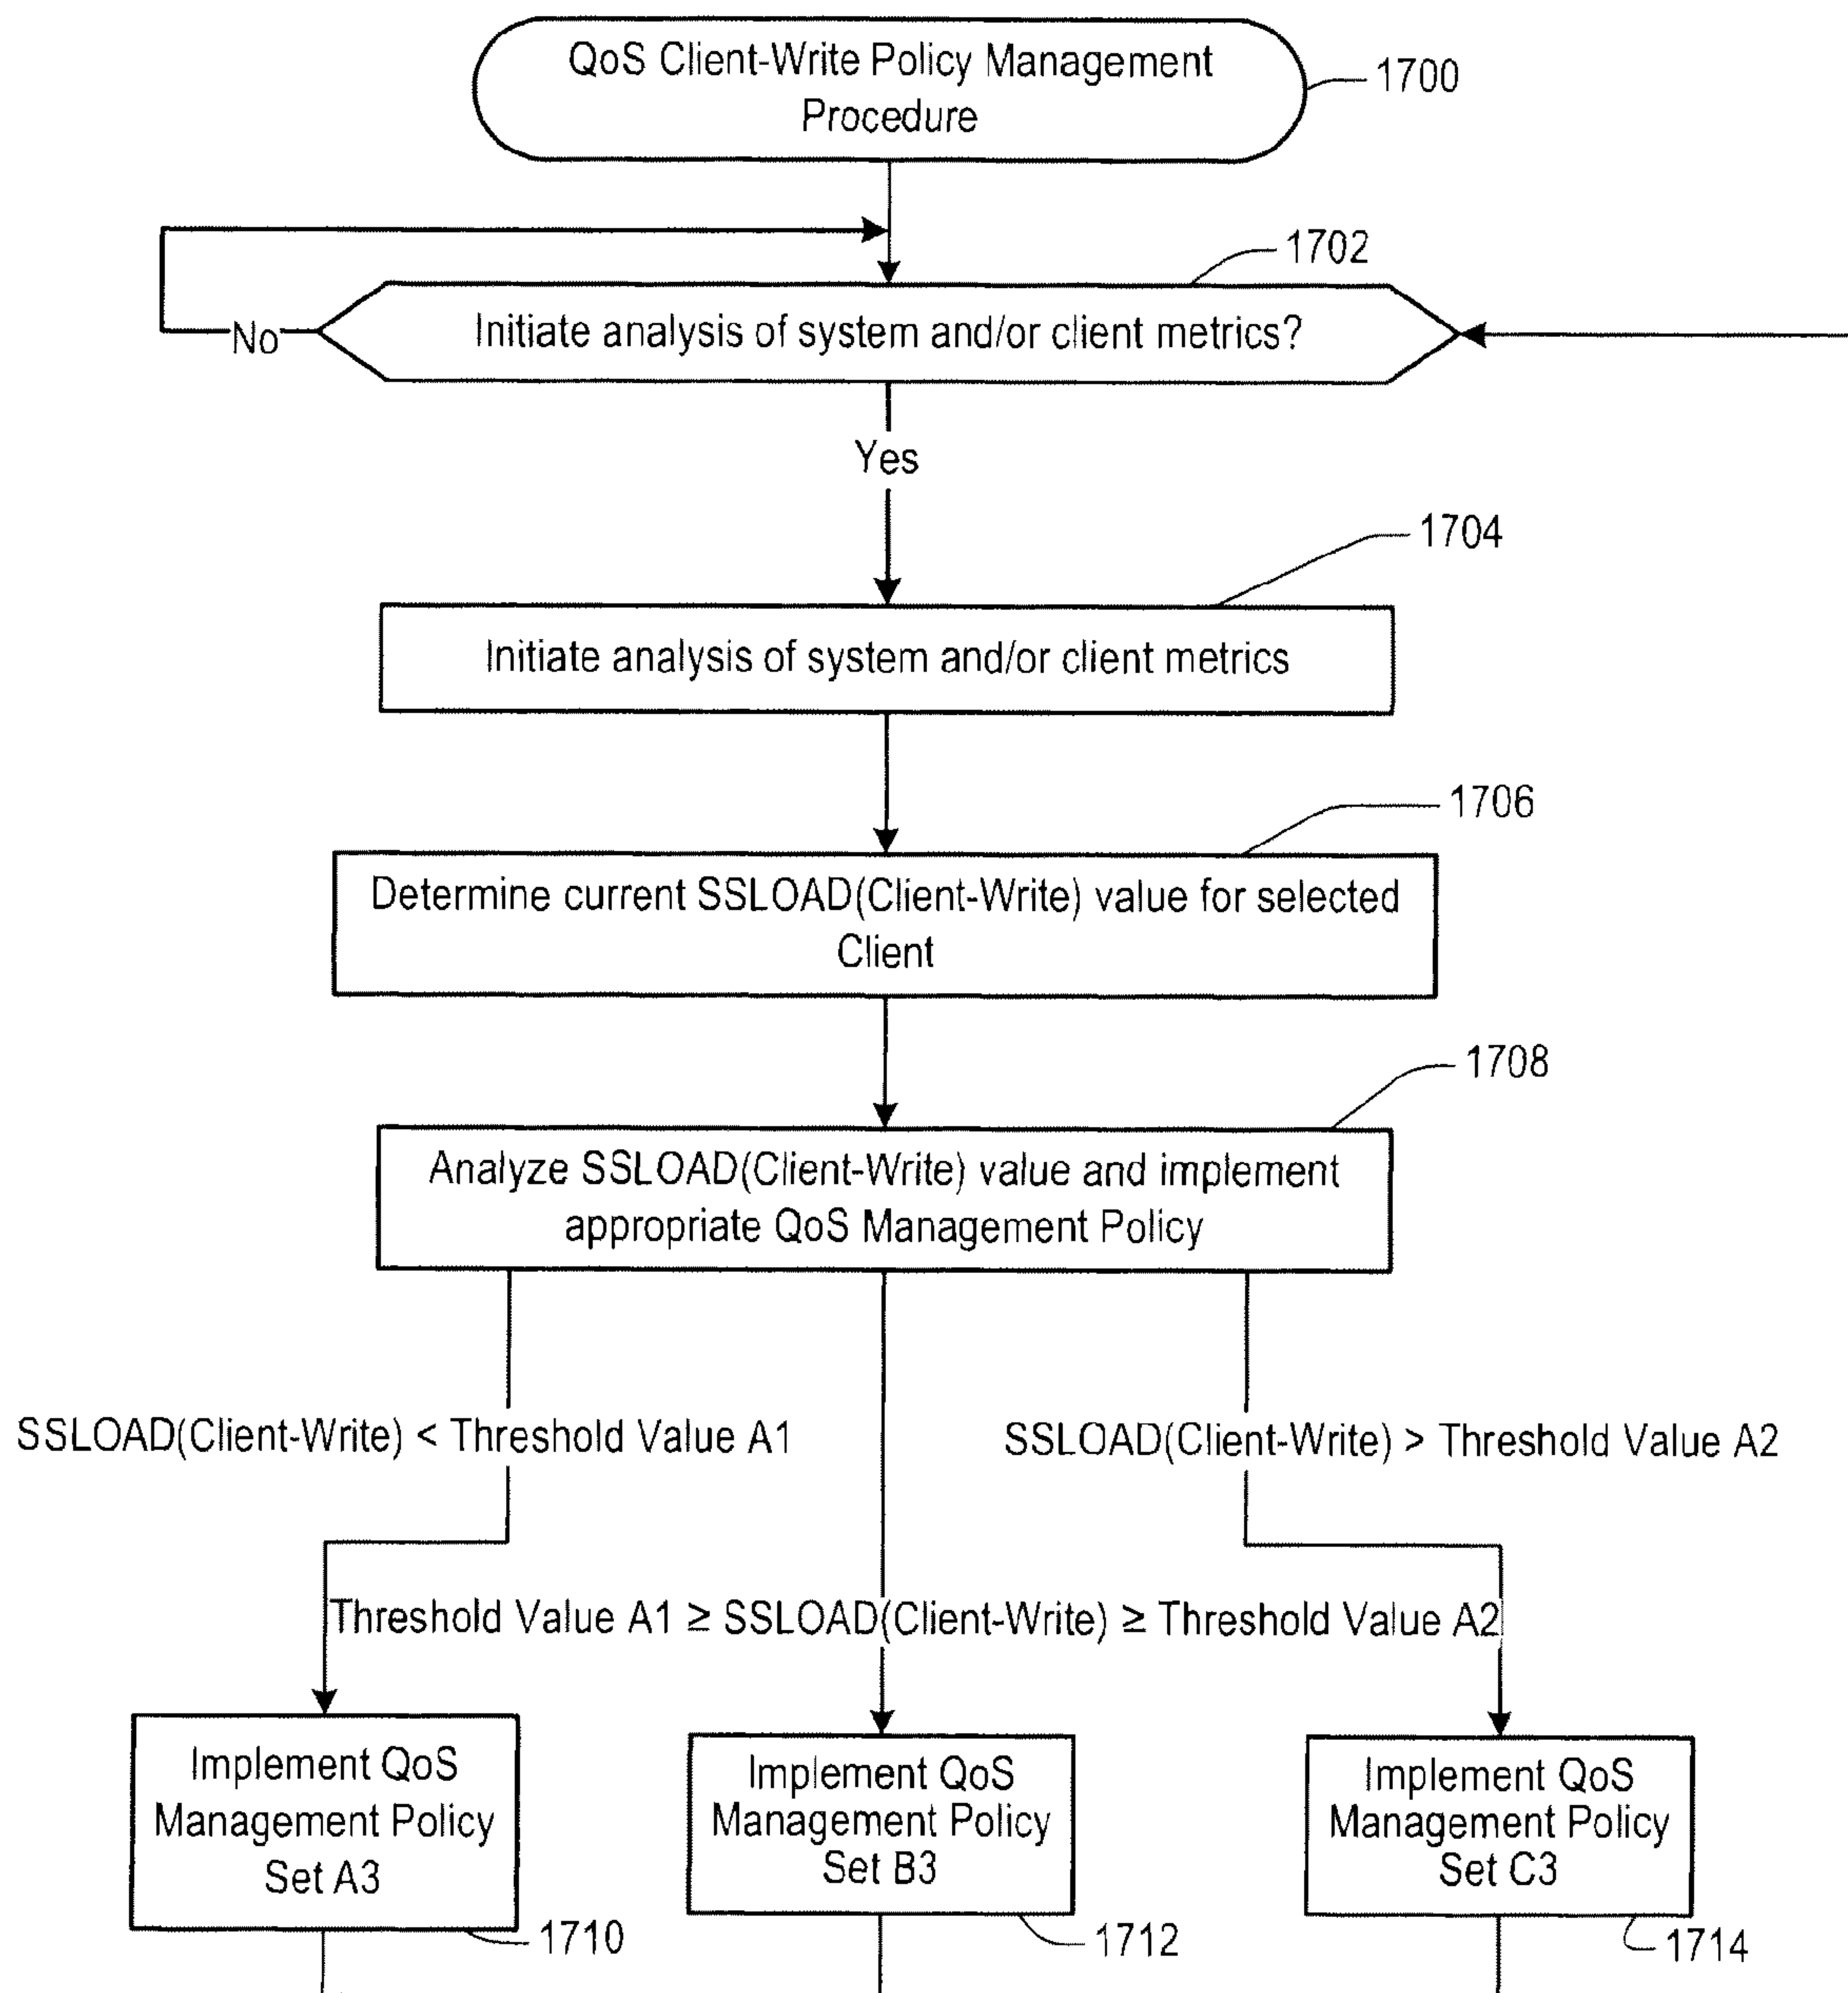 QoS Client-Write Policy Management
Procedure
1700
1702
Initiate analysis of system and/or client metrics?
No
Yes
1704
Initiate analysis of system and/or client metrics
1706
Determine current SSLOAD(Client-Write) value for selected
Client
1708
Analyze SSLOAD(Client-Write) value and implement
appropriate QoS Management Policy
SSLOAD(Client-Write) < Threshold Value A1
SSLOAD(Client-Write) > Threshold Value A2
Threshold Value A1 ≥ SSLOAD(Client-Write) ≥ Threshold Value A2
Implement QoS
Management Policy
Set A3
1710
Implement QoS
Management Policy
Set B3
1712
Implement QoS
Management Policy
Set C3
1714